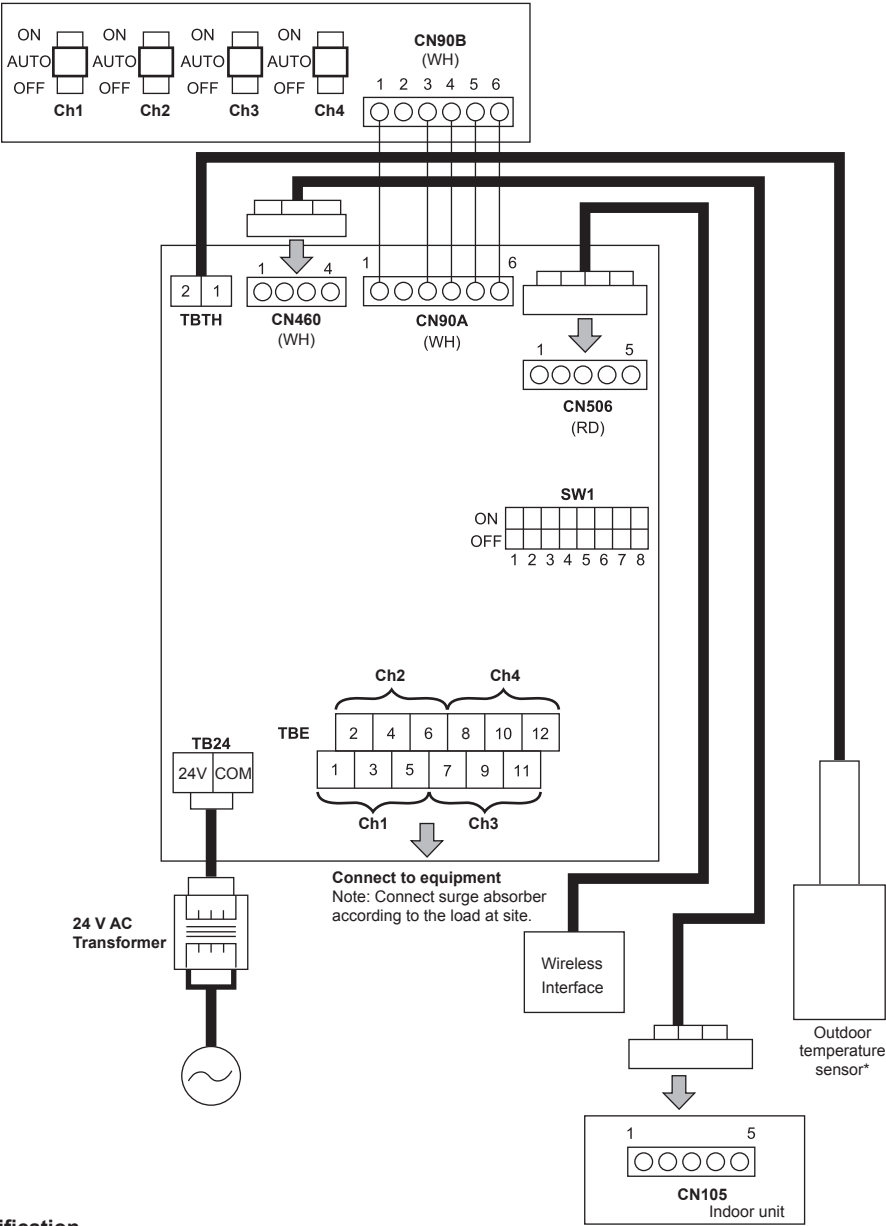 ON ON ON ON
AUTO AUTO AUTO AUTO
OFF OFF OFF OFF
Ch1 Ch2 Ch3 Ch4
CN90B
(WH)
1 2 3 4 5 6
2 1
TBTH
1 4
CN460
(WH)
1 6
CN90A
(WH)
1 5
CN506
(RD)
SW1
ON
OFF
1 2 3 4 5 6 7 8
Ch2 Ch4
TBE
2 4 6 8 10 12
1 3 5 7 9 11
Ch1 Ch3
TB24
24V COM
Connect to equipment
Note: Connect surge absorber
according to the load at site.
24 V AC
Transformer
Wireless
Interface
Outdoor
temperature
sensor*
1 5
CN105
Indoor unit